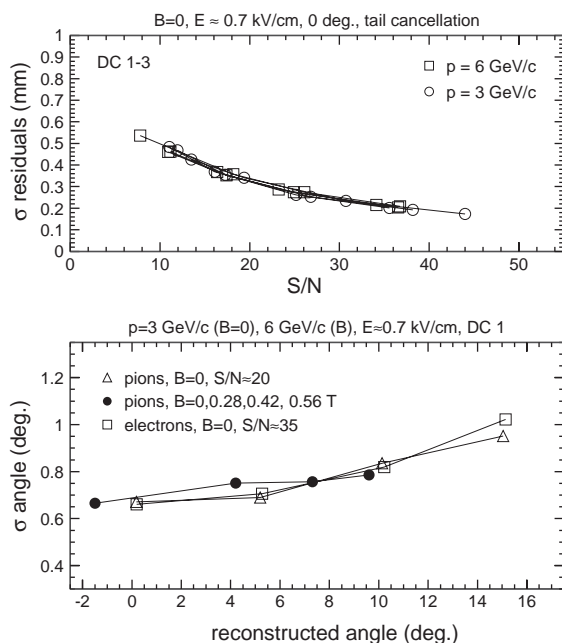 B=0, E ≈ 0.7 kV/cm, 0 deg., tail cancellation
σ residuals (mm)
1
0.9
0.8
0.7
0.6
0.5
0.4
0.3
0.2
0.1
0
DC 1-3
p = 6 GeV/c
p = 3 GeV/c
0 10 20 30 40 50
S/N
p=3 GeV/c (B=0), 6 GeV/c (B), E≈0.7 kV/cm, DC 1
σ angle (deg.)
1.2
1
0.8
0.6
0.4
pions, B=0, S/N≈20
pions, B=0,0.28,0.42, 0.56 T
electrons, B=0, S/N≈35
-2 0 2 4 6 8 10 12 14 16
reconstructed angle (deg.)